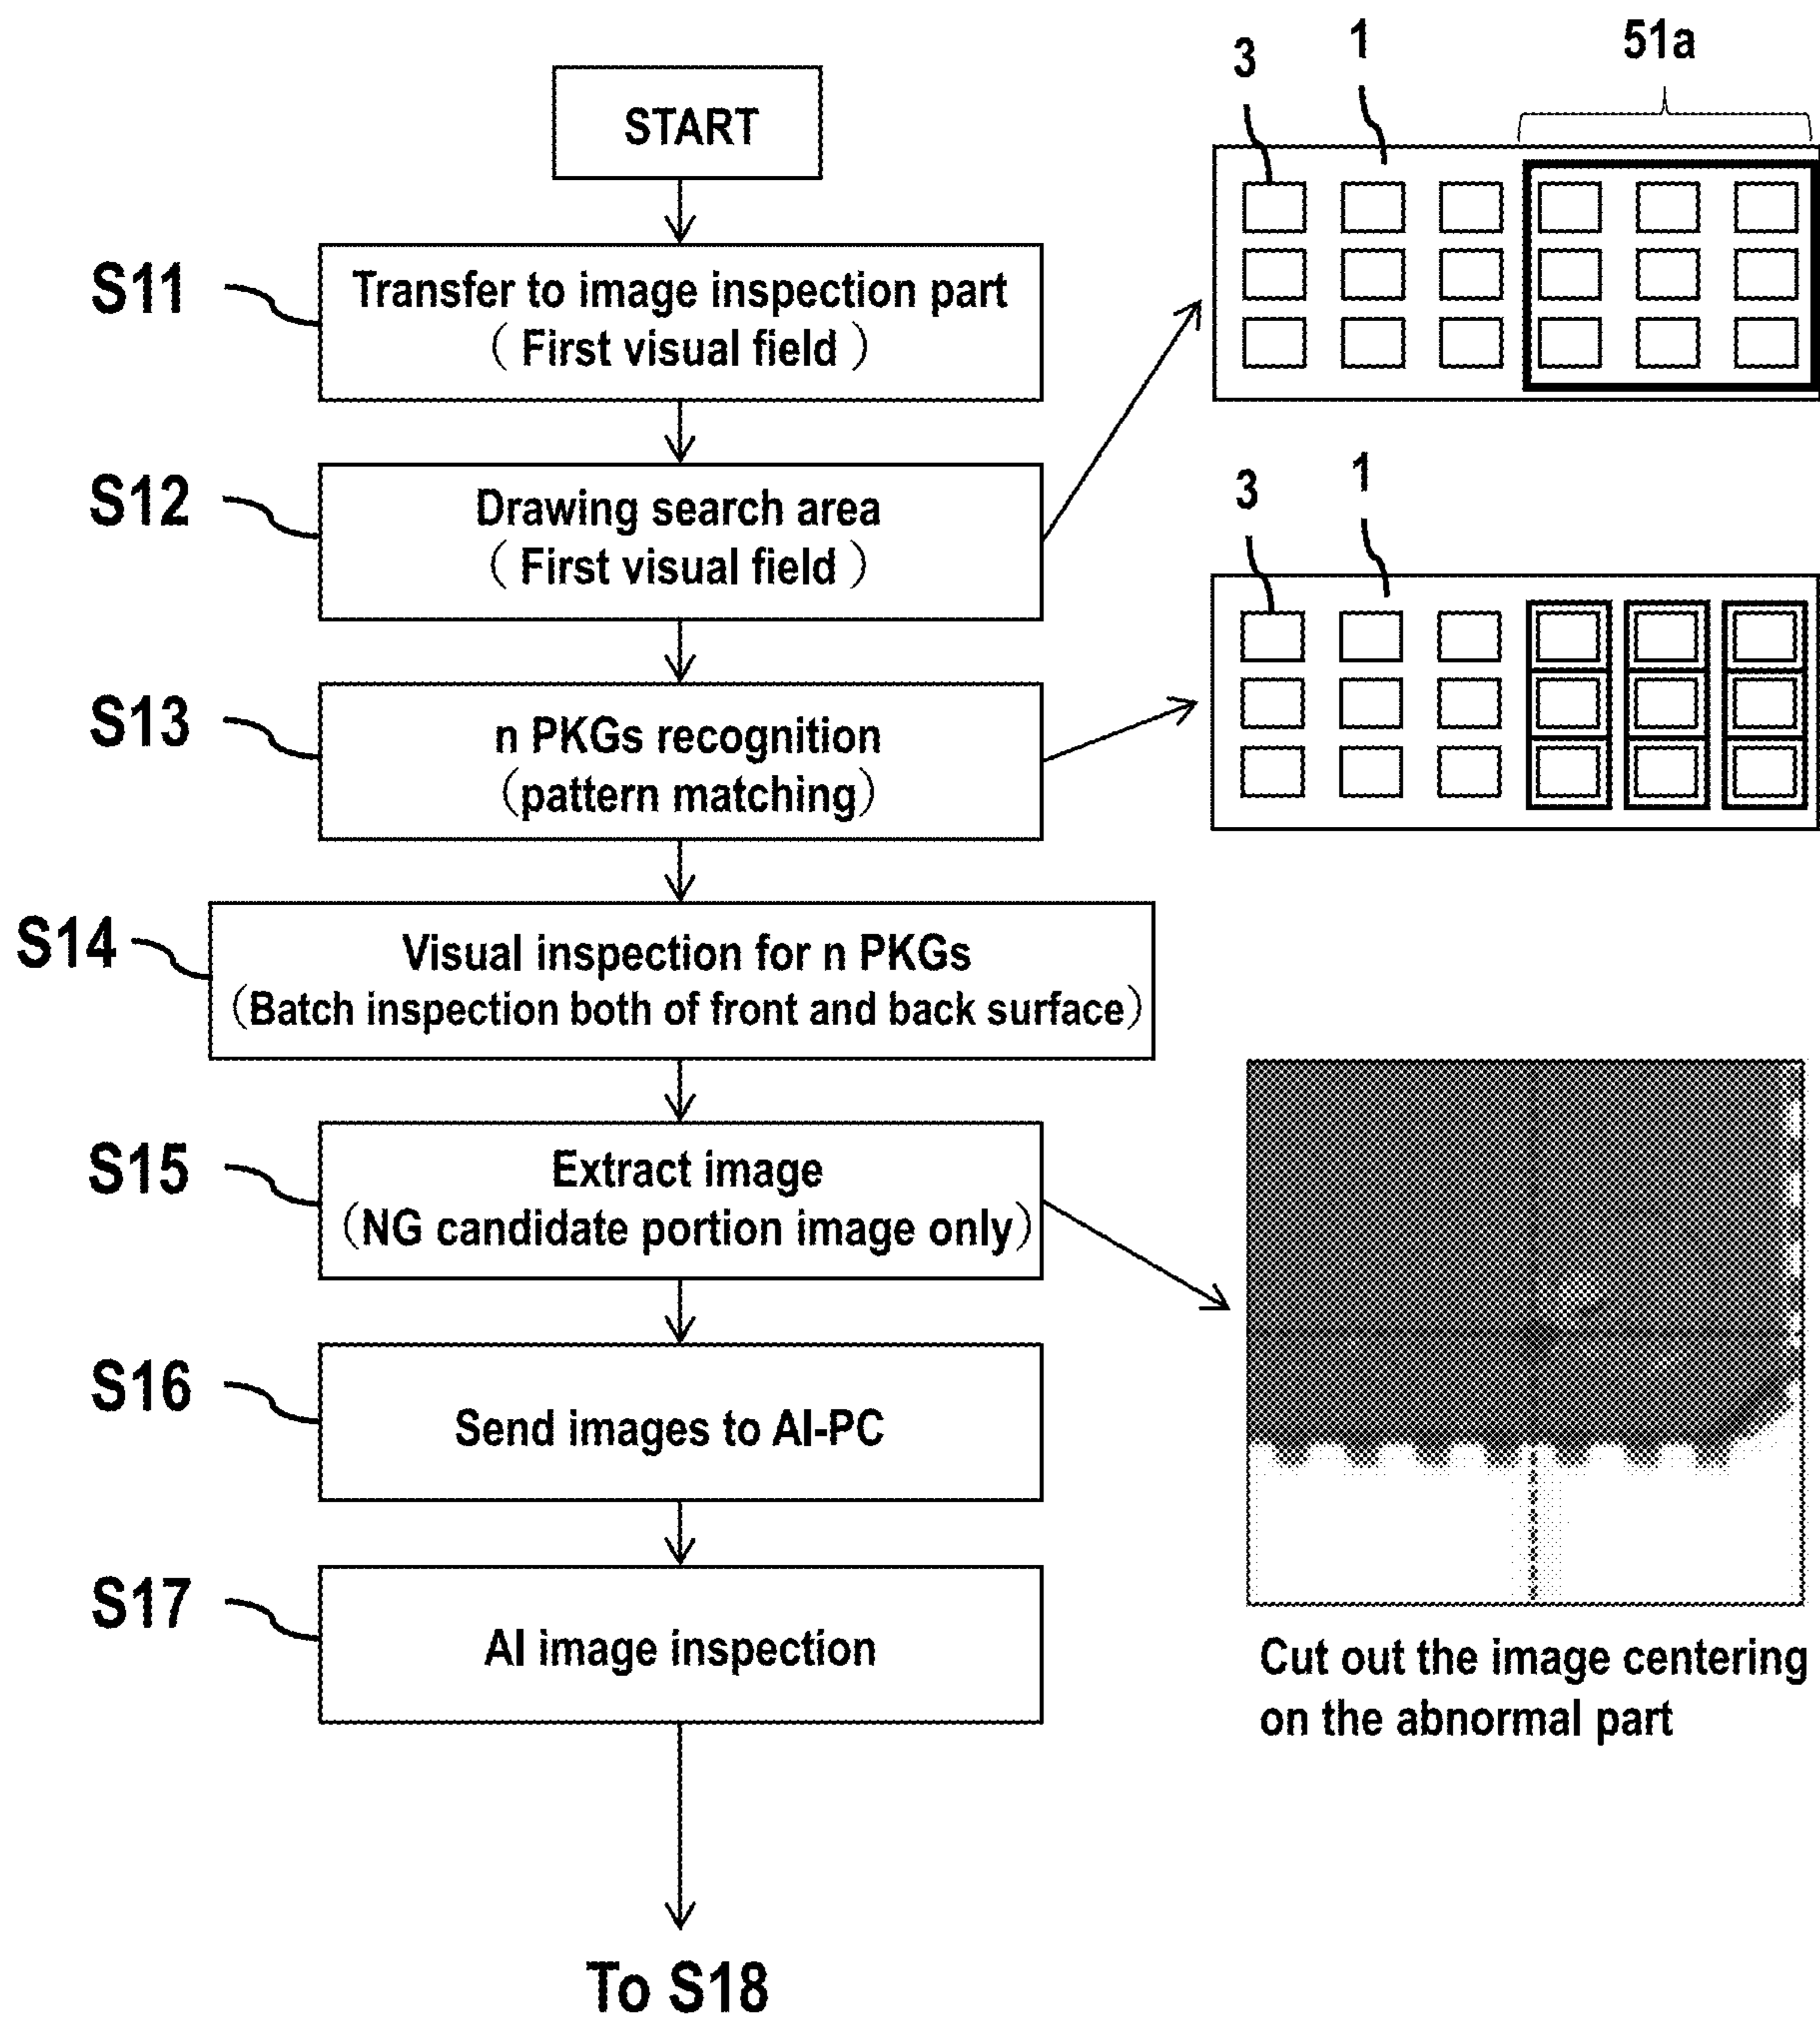 START
S11
Transfer to image inspection part
( First visual field )
S12
Drawing search area
( First visual field )
S13
n PKGs recognition
(pattern matching)
S14
Visual inspection for n PKGs
(Batch inspection both of front and back surface)
S15
Extract image
(NG candidate portion image only)
S16
Send images to AI-PC
S17
AI image inspection
To S18
3
1
51a
3
1
Cut out the image centering
on the abnormal part